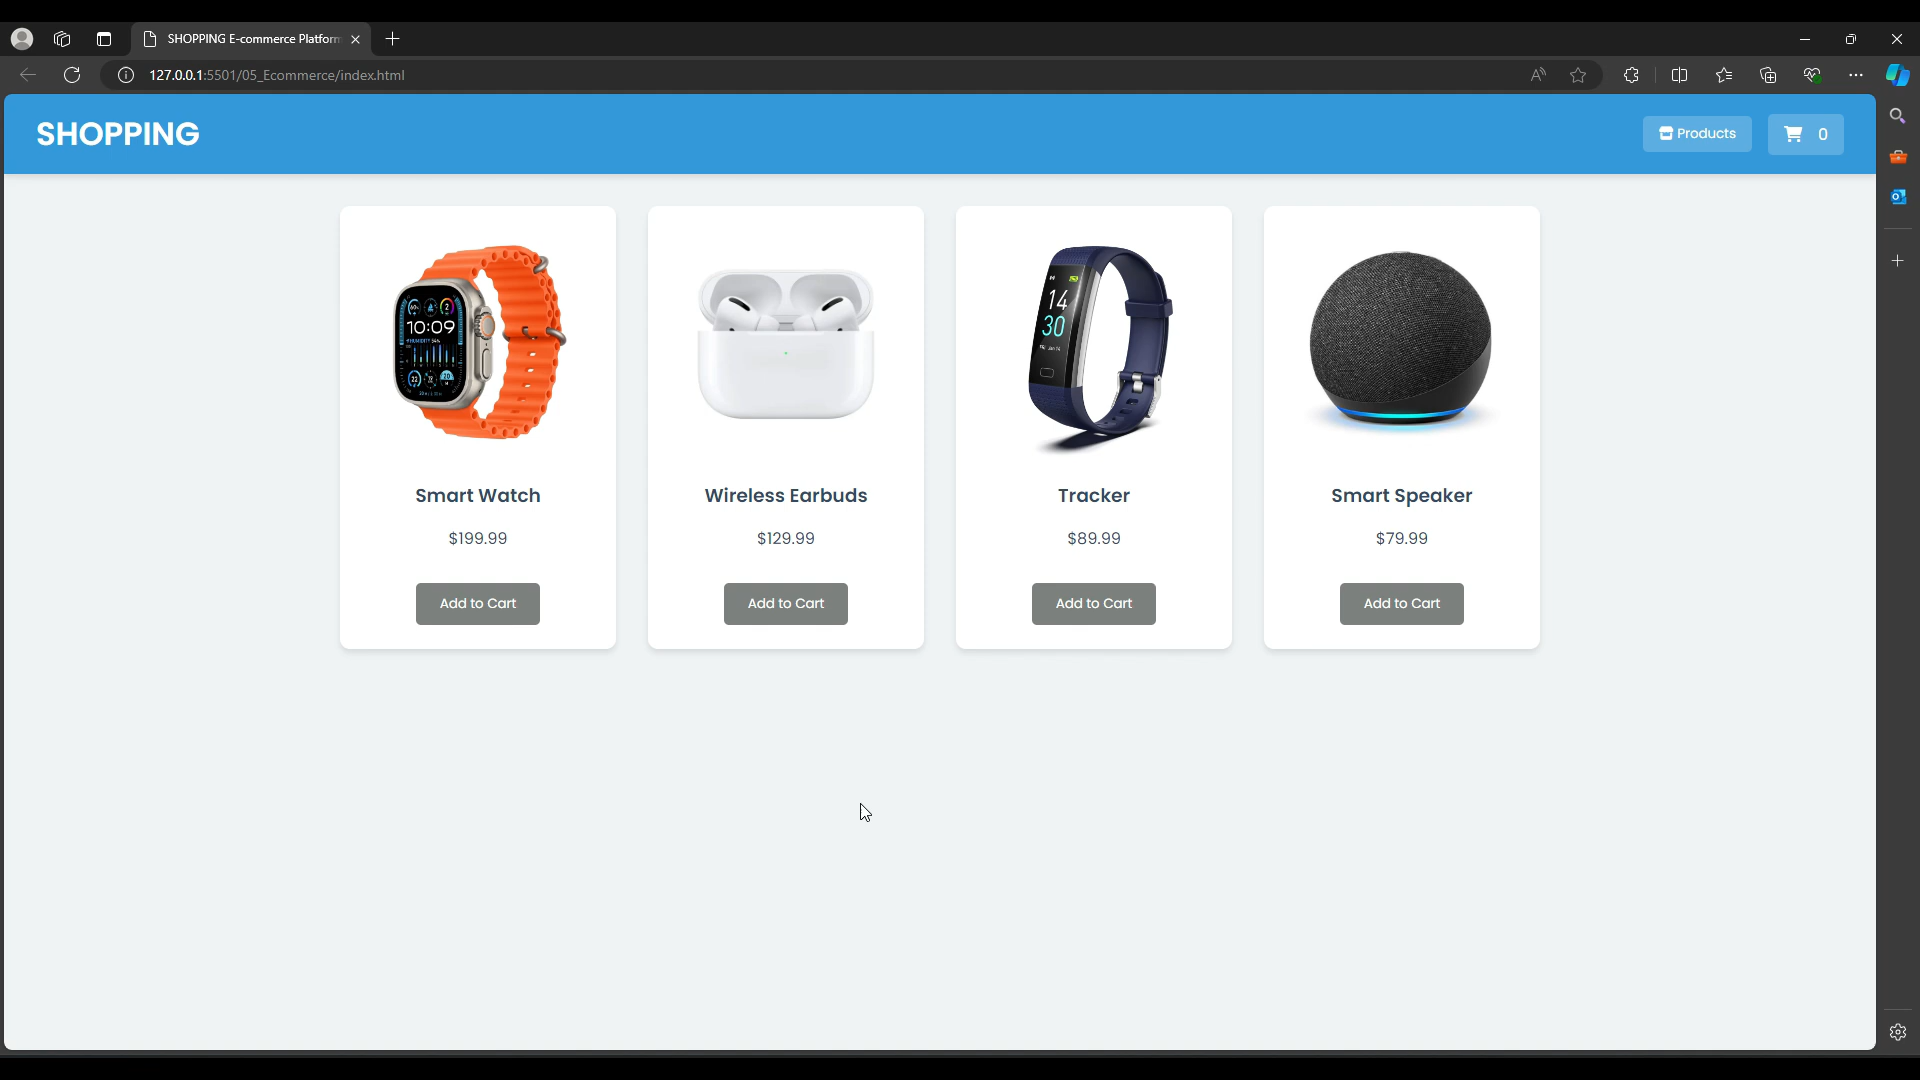 SHOPPING E-commerce Platform
127.0.0.1:5501/05_Ecommerce/index.html
SHOPPING
Products
0
10:09
14
30
Smart Watch
Wireless Earbuds
Tracker
Smart Speaker
$199.99
$129.99
$89.99
$79.99
Add to Cart
Add to Cart
Add to Cart
Add to Cart